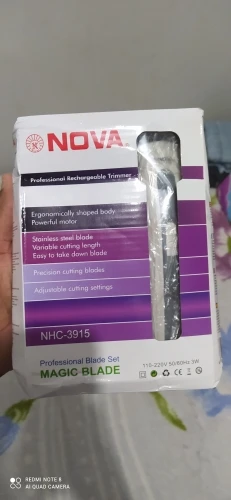 NOVA
Professional Rechargeable Trimmer
Ergonomically shaped body
Powerful motor
Stainless steel blade
Variable cutting length
Easy to take down blade
Precision cutting blades
Adjustable cutting settings
NHC-3915
Professional Blade Set
MAGIC BLADE
110-220V 50/60Hz 3W
REDMI NOTE 8
AI QUAD CAMERA